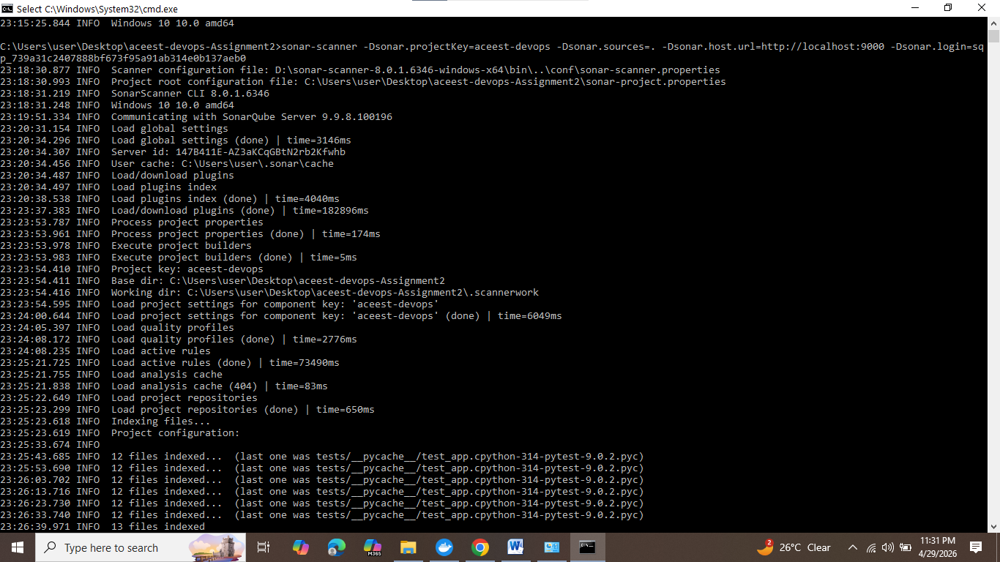 Select C:\Windows\System32\cmd.exe
23:15:25.844 INFO  Windows 10 10.0 amd64
C:\Users\user\Desktop\aceest-devops-Assignment2>sonar-scanner -Dsonar.projectKey=aceest-devops -Dsonar.sources=. -Dsonar.host.url=http://localhost:9000 -Dsonar.login=sq
p_739a31c2407888bf673f95a91ab314e0b137aeb0
23:18:30.877 INFO  Scanner configuration file: D:\sonar-scanner-8.0.1.6346-windows-x64\bin\..\conf\sonar-scanner.properties
23:18:30.993 INFO  Project root configuration file: C:\Users\user\Desktop\aceest-devops-Assignment2\sonar-project.properties
23:18:31.219 INFO  SonarScanner CLI 8.0.1.6346
23:18:31.248 INFO  Windows 10 10.0 amd64
23:19:51.334 INFO  Communicating with SonarQube Server 9.9.8.100196
23:20:31.154 INFO  Load global settings
23:20:34.296 INFO  Load global settings (done) | time=3146ms
23:20:34.307 INFO  Server id: 147B411E-AZ3aKCqGBtN2rb2Kfwhb
23:20:34.456 INFO  User cache: C:\Users\user\.sonar\cache
23:20:34.487 INFO  Load/download plugins
23:20:34.497 INFO  Load plugins index
23:20:38.538 INFO  Load plugins index (done) | time=4040ms
23:23:37.383 INFO  Load/download plugins (done) | time=182896ms
23:23:53.787 INFO  Process project properties
23:23:53.961 INFO  Process project properties (done) | time=174ms
23:23:53.978 INFO  Execute project builders
23:23:53.983 INFO  Execute project builders (done) | time=5ms
23:23:54.410 INFO  Project key: aceest-devops
23:23:54.411 INFO  Base dir: C:\Users\user\Desktop\aceest-devops-Assignment2
23:23:54.416 INFO  Working dir: C:\Users\user\Desktop\aceest-devops-Assignment2\.scannerwork
23:23:54.595 INFO  Load project settings for component key: 'aceest-devops'
23:24:00.644 INFO  Load project settings for component key: 'aceest-devops' (done) | time=6049ms
23:24:05.397 INFO  Load quality profiles
23:24:08.172 INFO  Load quality profiles (done) | time=2776ms
23:24:08.235 INFO  Load active rules
23:25:21.725 INFO  Load active rules (done) | time=73490ms
23:25:21.755 INFO  Load analysis cache
23:25:21.838 INFO  Load analysis cache (404) | time=83ms
23:25:22.649 INFO  Load project repositories
23:25:23.299 INFO  Load project repositories (done) | time=650ms
23:25:23.618 INFO  Indexing files...
23:25:23.619 INFO  Project configuration:
23:25:33.674 INFO
23:25:43.685 INFO  12 files indexed...  (last one was tests/__pycache__/test_app.cpython-314-pytest-9.0.2.pyc)
23:25:53.690 INFO  12 files indexed...  (last one was tests/__pycache__/test_app.cpython-314-pytest-9.0.2.pyc)
23:26:03.702 INFO  12 files indexed...  (last one was tests/__pycache__/test_app.cpython-314-pytest-9.0.2.pyc)
23:26:13.716 INFO  12 files indexed...  (last one was tests/__pycache__/test_app.cpython-314-pytest-9.0.2.pyc)
23:26:23.730 INFO  12 files indexed...  (last one was tests/__pycache__/test_app.cpython-314-pytest-9.0.2.pyc)
23:26:33.740 INFO  12 files indexed...  (last one was tests/__pycache__/test_app.cpython-314-pytest-9.0.2.pyc)
23:26:39.971 INFO  13 files indexed
Type here to search
M365
2
26°C Clear
11:31 PM
4/29/2026